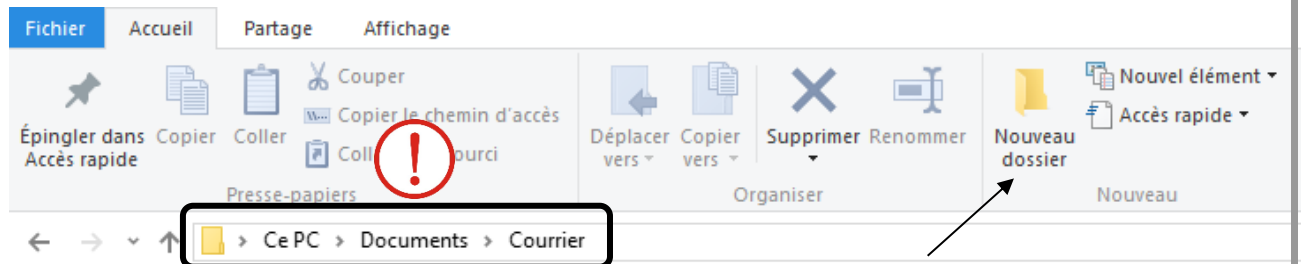 Fichier Accueil Partage Affichage
Épingler dans
Accès rapide
Copier
Coller
Couper
Copier le chemin d'accès
Coll
Presse-papiers
Déplacer
vers
Copier
vers
Supprimer
Renommer
Organiser
Nouveau
dossier
Nouvel élément
Accès rapide
Nouveau
Ce PC > Documents > Courrier